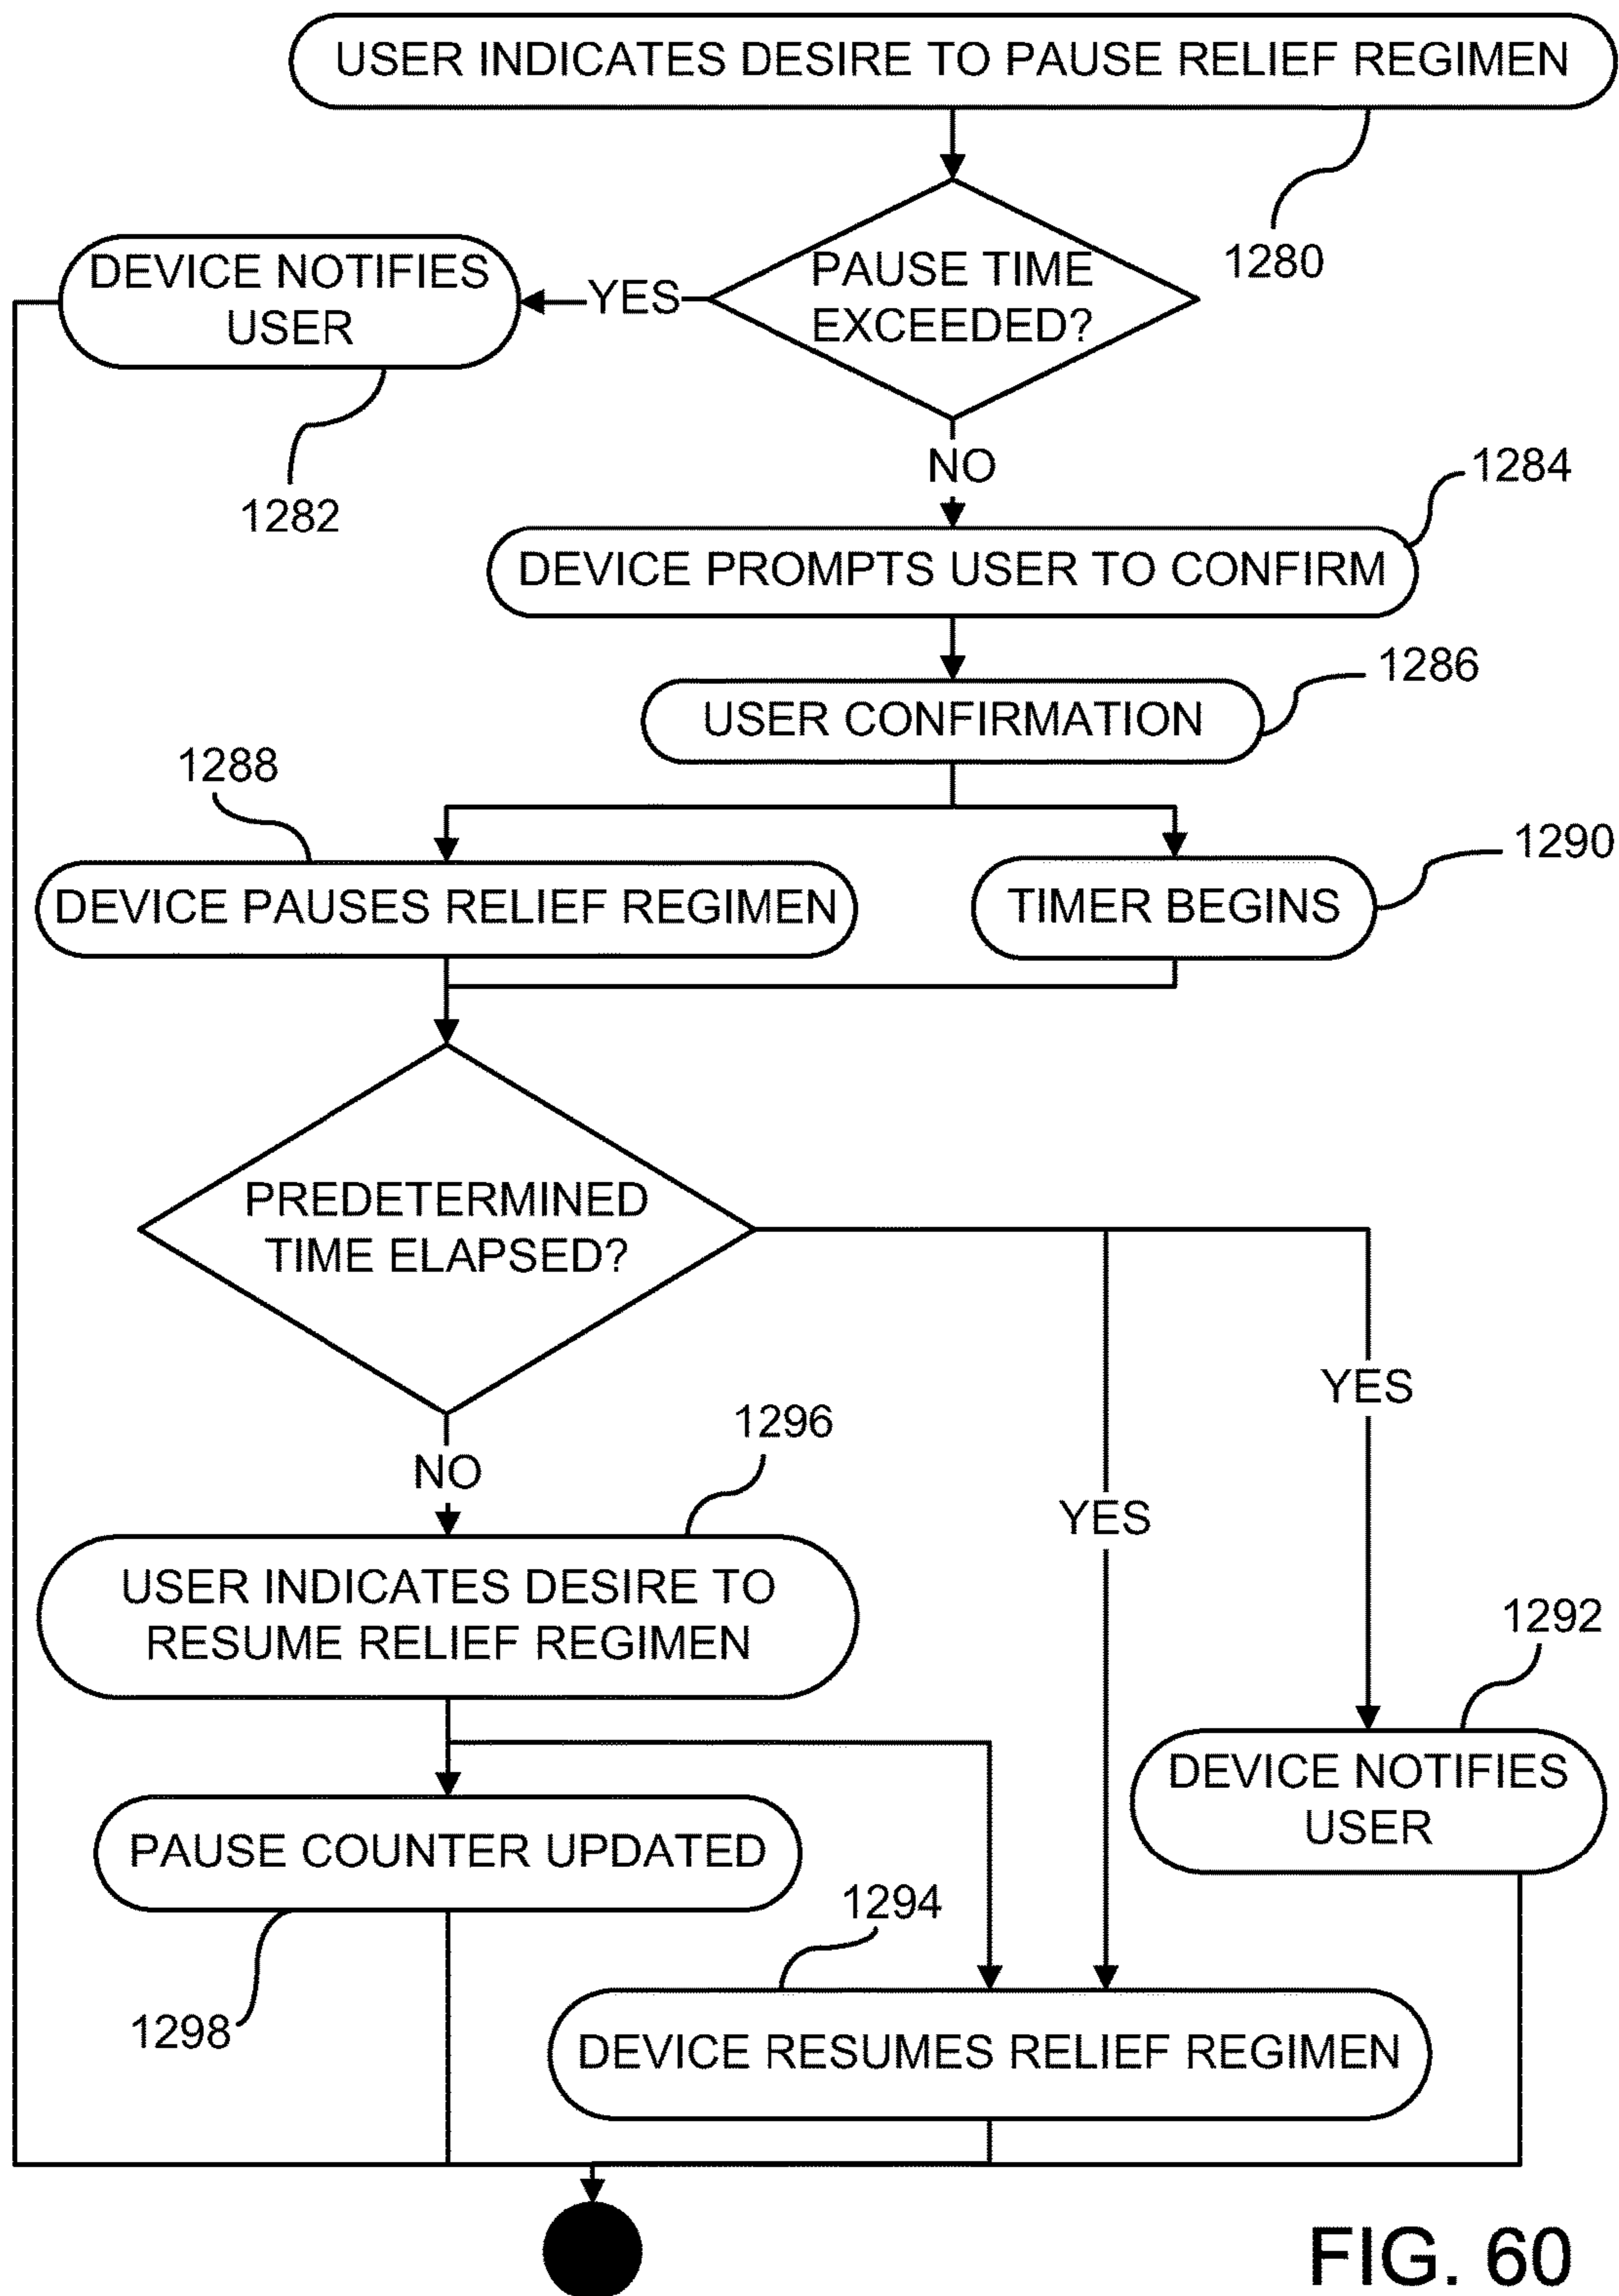 USER INDICATES DESIRE TO PAUSE RELIEF REGIMEN
1280
PAUSE TIME
EXCEEDED?
YES
DEVICE NOTIFIES
USER
1282
NO
1284
DEVICE PROMPTS USER TO CONFIRM
1286
USER CONFIRMATION
1288
1290
DEVICE PAUSES RELIEF REGIMEN
TIMER BEGINS
PREDETERMINED
TIME ELAPSED?
YES
1296
NO
YES
USER INDICATES DESIRE TO
RESUME RELIEF REGIMEN
1292
DEVICE NOTIFIES
USER
PAUSE COUNTER UPDATED
1294
1298
DEVICE RESUMES RELIEF REGIMEN
FIG. 60